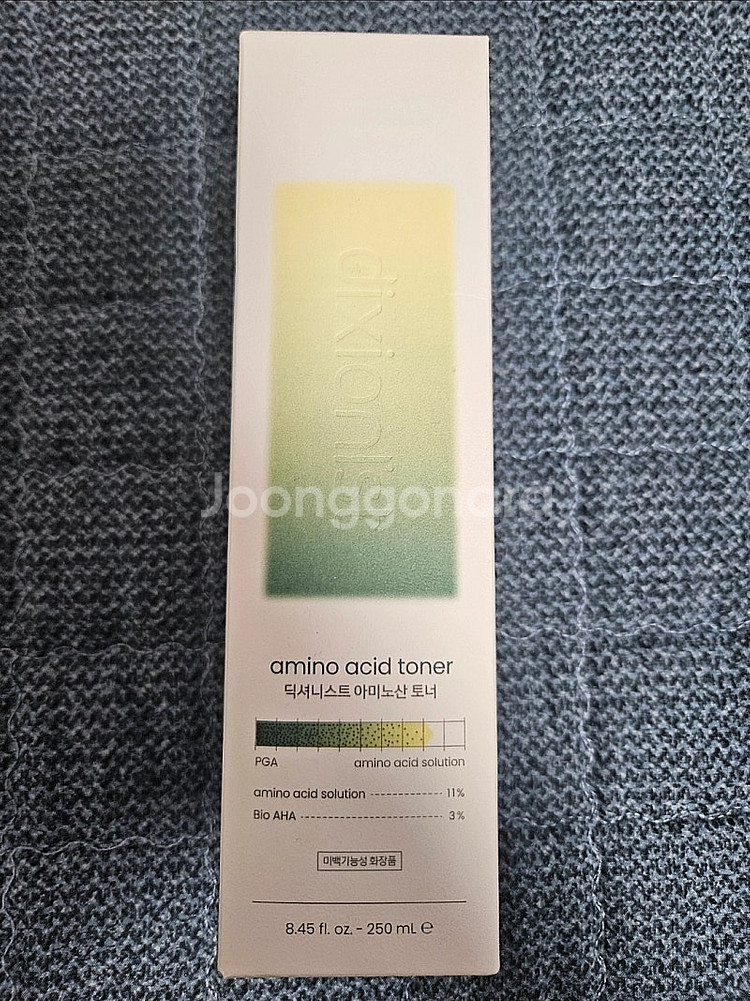 dixionist
Joonggonara
amino acid toner
딕셔니스트 아미노산 토너
PGA amino acid solution
amino acid solution ---------------- 11%
Bio AHA -------------------------- 3%
미백기능성 화장품
8.45 fl. oz. - 250 mL ℮